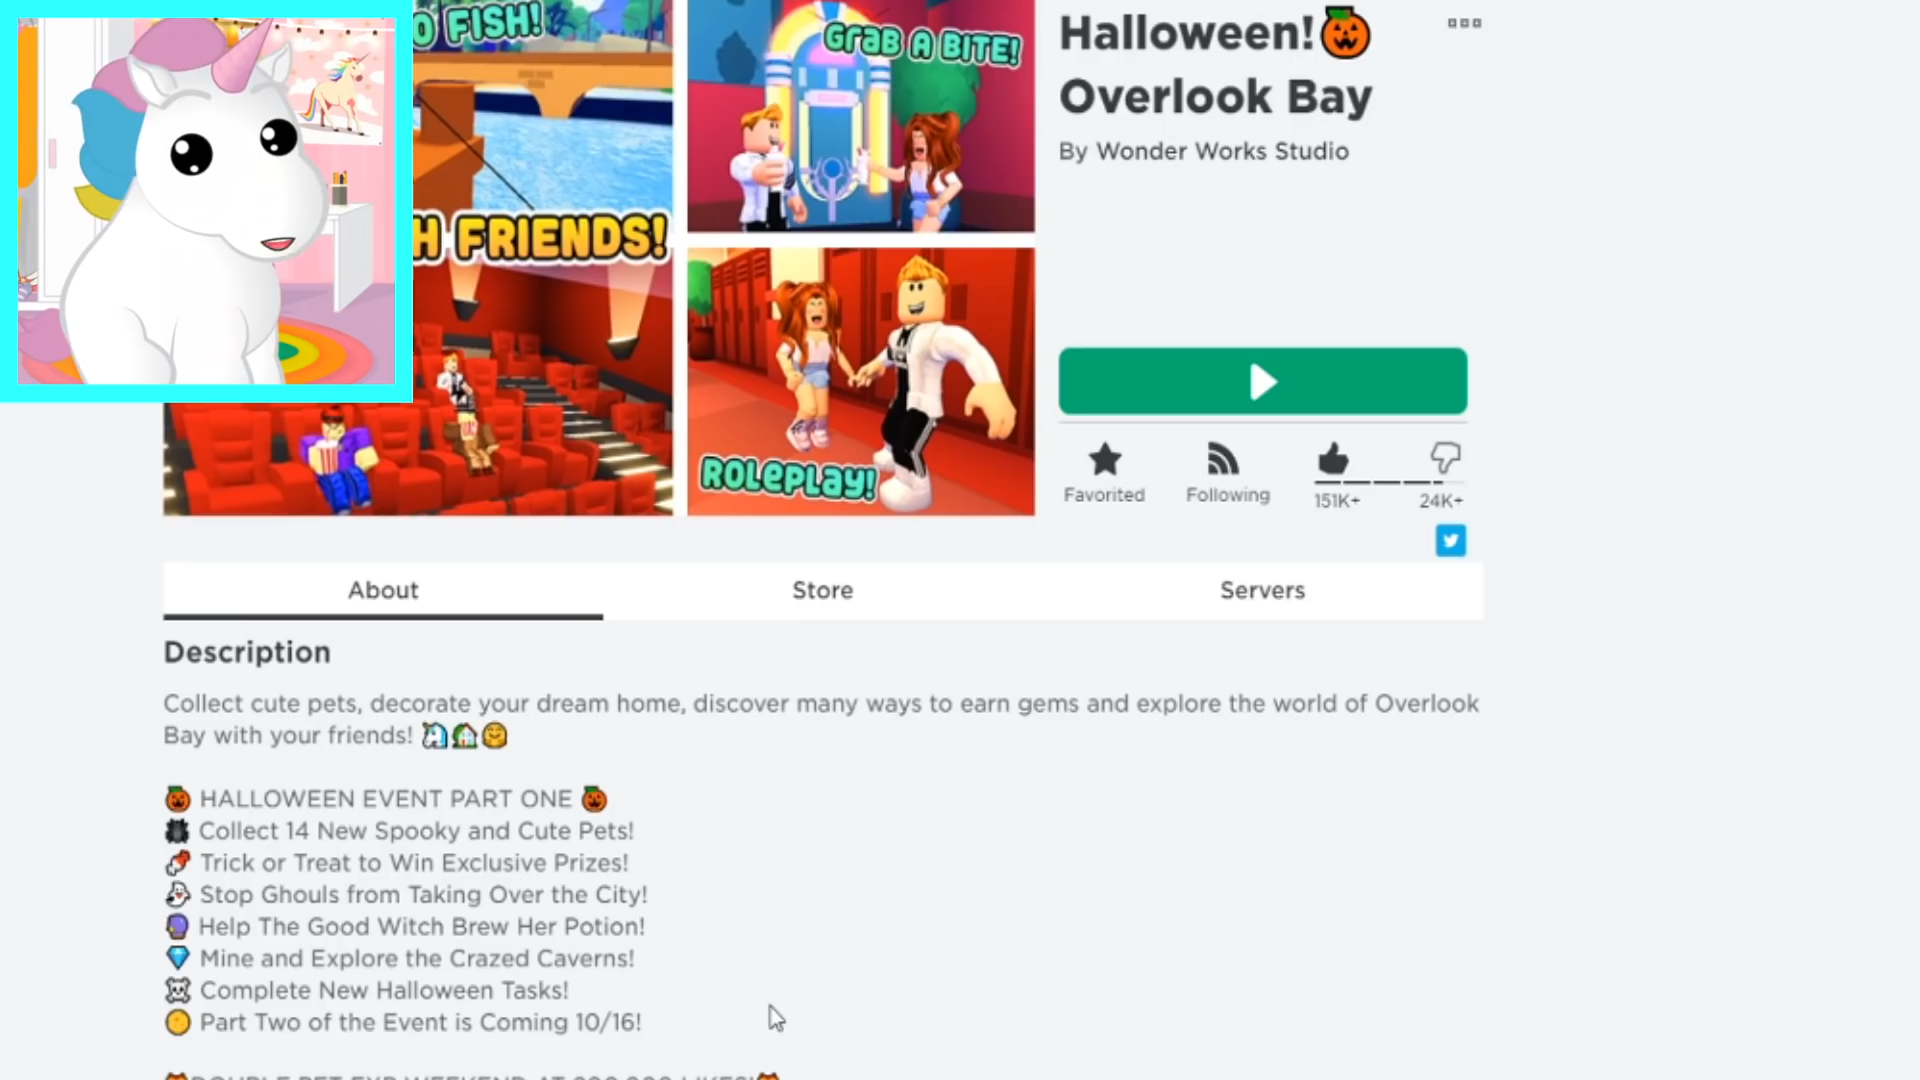 O FISH!
GRAB A BITE!
H FRIENDS!
ROLEPLAY!
Halloween!🎃
Overlook Bay
By Wonder Works Studio
Favorited
Following
151K+
24K+
About
Store
Servers
Description
Collect cute pets, decorate your dream home, discover many ways to earn gems and explore the world of Overlook
Bay with your friends! 🦄🏠🤗
🎃 HALLOWEEN EVENT PART ONE 🎃
🕷 Collect 14 New Spooky and Cute Pets!
🍬 Trick or Treat to Win Exclusive Prizes!
👻 Stop Ghouls from Taking Over the City!
🔮 Help The Good Witch Brew Her Potion!
💎 Mine and Explore the Crazed Caverns!
☠ Complete New Halloween Tasks!
🌕 Part Two of the Event is Coming 10/16!